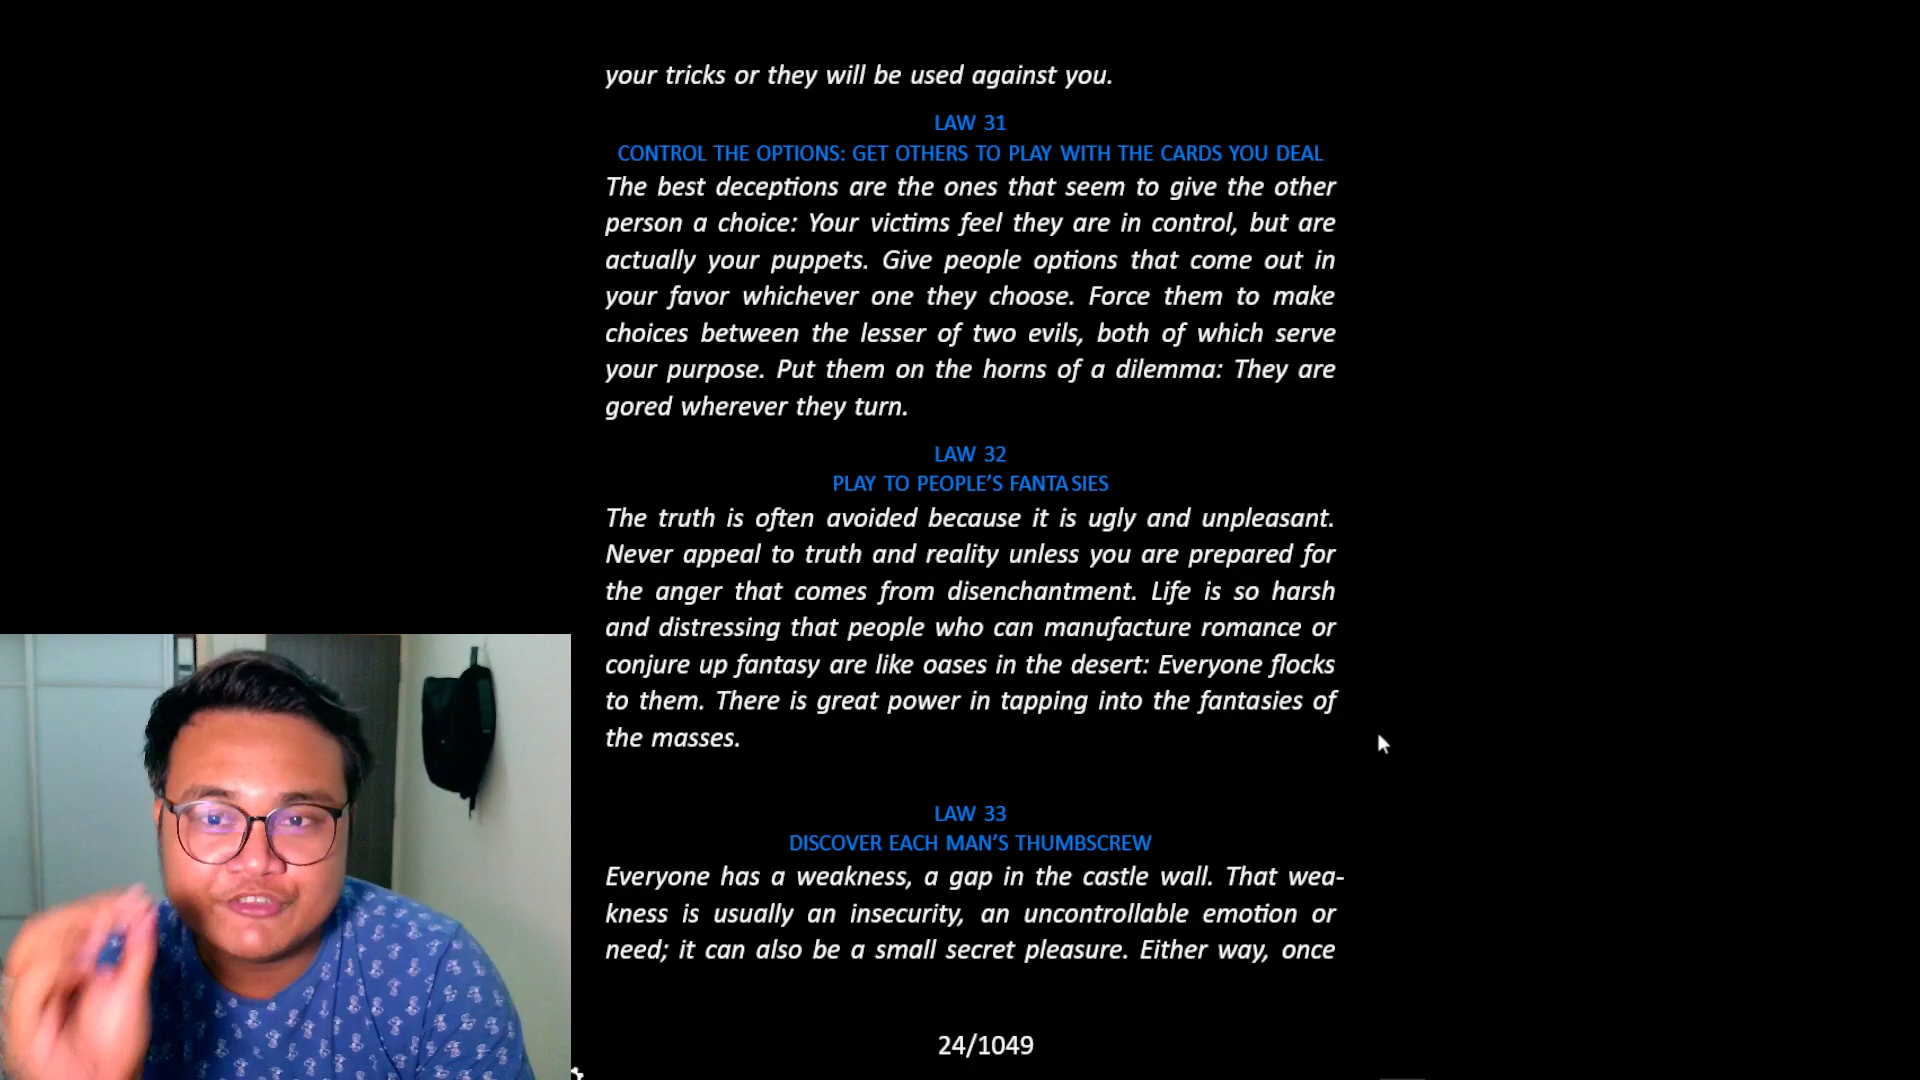 your tricks or they will be used against you.
LAW 31
CONTROL THE OPTIONS: GET OTHERS TO PLAY WITH THE CARDS YOU DEAL
The best deceptions are the ones that seem to give the other
person a choice: Your victims feel they are in control, but are
actually your puppets. Give people options that come out in
your favor whichever one they choose. Force them to make
choices between the lesser of two evils, both of which serve
your purpose. Put them on the horns of a dilemma: They are
gored wherever they turn.
LAW 32
PLAY TO PEOPLE’S FANTASIES
The truth is often avoided because it is ugly and unpleasant.
Never appeal to truth and reality unless you are prepared for
the anger that comes from disenchantment. Life is so harsh
and distressing that people who can manufacture romance or
conjure up fantasy are like oases in the desert: Everyone flocks
to them. There is great power in tapping into the fantasies of
the masses.
LAW 33
DISCOVER EACH MAN’S THUMBSCREW
Everyone has a weakness, a gap in the castle wall. That wea-
kness is usually an insecurity, an uncontrollable emotion or
need; it can also be a small secret pleasure. Either way, once
24/1049